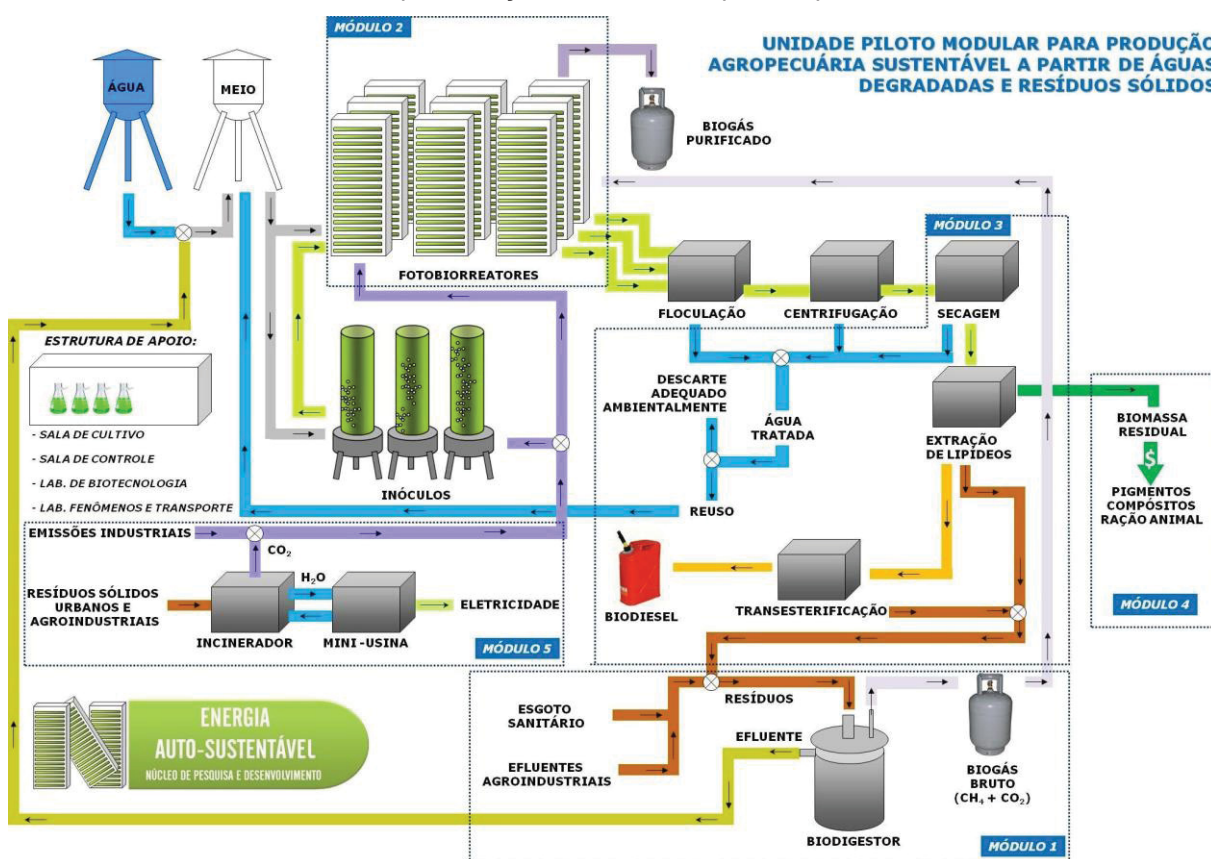 MÓDULO 2
UNIDADE PILOTO MODULAR PARA PRODUÇÃO
AGROPECUÁRIA SUSTENTÁVEL A PARTIR DE ÁGUAS
DEGRADADAS E RESÍDUOS SÓLIDOS
ÁGUA
MEIO
BIOGÁS
PURIFICADO
FOTOBIORREATORES
MÓDULO 3
FLOCULAÇÃO
CENTRIFUGAÇÃO
SECAGEM
ESTRUTURA DE APOIO:
- SALA DE CULTIVO
- SALA DE CONTROLE
- LAB. DE BIOTECNOLOGIA
- LAB. FENÔMENOS E TRANSPORTE
INÓCULOS
DESCARTE
ADEQUADO
AMBIENTALMENTE
ÁGUA
TRATADA
REUSO
EXTRAÇÃO
DE LIPÍDEOS
BIOMASSA
RESIDUAL
$
PIGMENTOS
COMPÓSITOS
RAÇÃO ANIMAL
MÓDULO 4
EMISSÕES INDUSTRIAIS
CO₂
H₂O
RESÍDUOS SÓLIDOS
URBANOS E
AGROINDUSTRIAIS
INCINERADOR
MINI-USINA
ELETRICIDADE
MÓDULO 5
BIODIESEL
TRANSESTERIFICAÇÃO
ENERGIA
AUTO-SUSTENTÁVEL
NÚCLEO DE PESQUISA E DESENVOLVIMENTO
ESGOTO
SANITÁRIO
EFLUENTES
AGROINDUSTRIAIS
RESÍDUOS
EFLUENTE
BIODIGESTOR
BIOGÁS
BRUTO
(CH₄ + CO₂)
MÓDULO 1